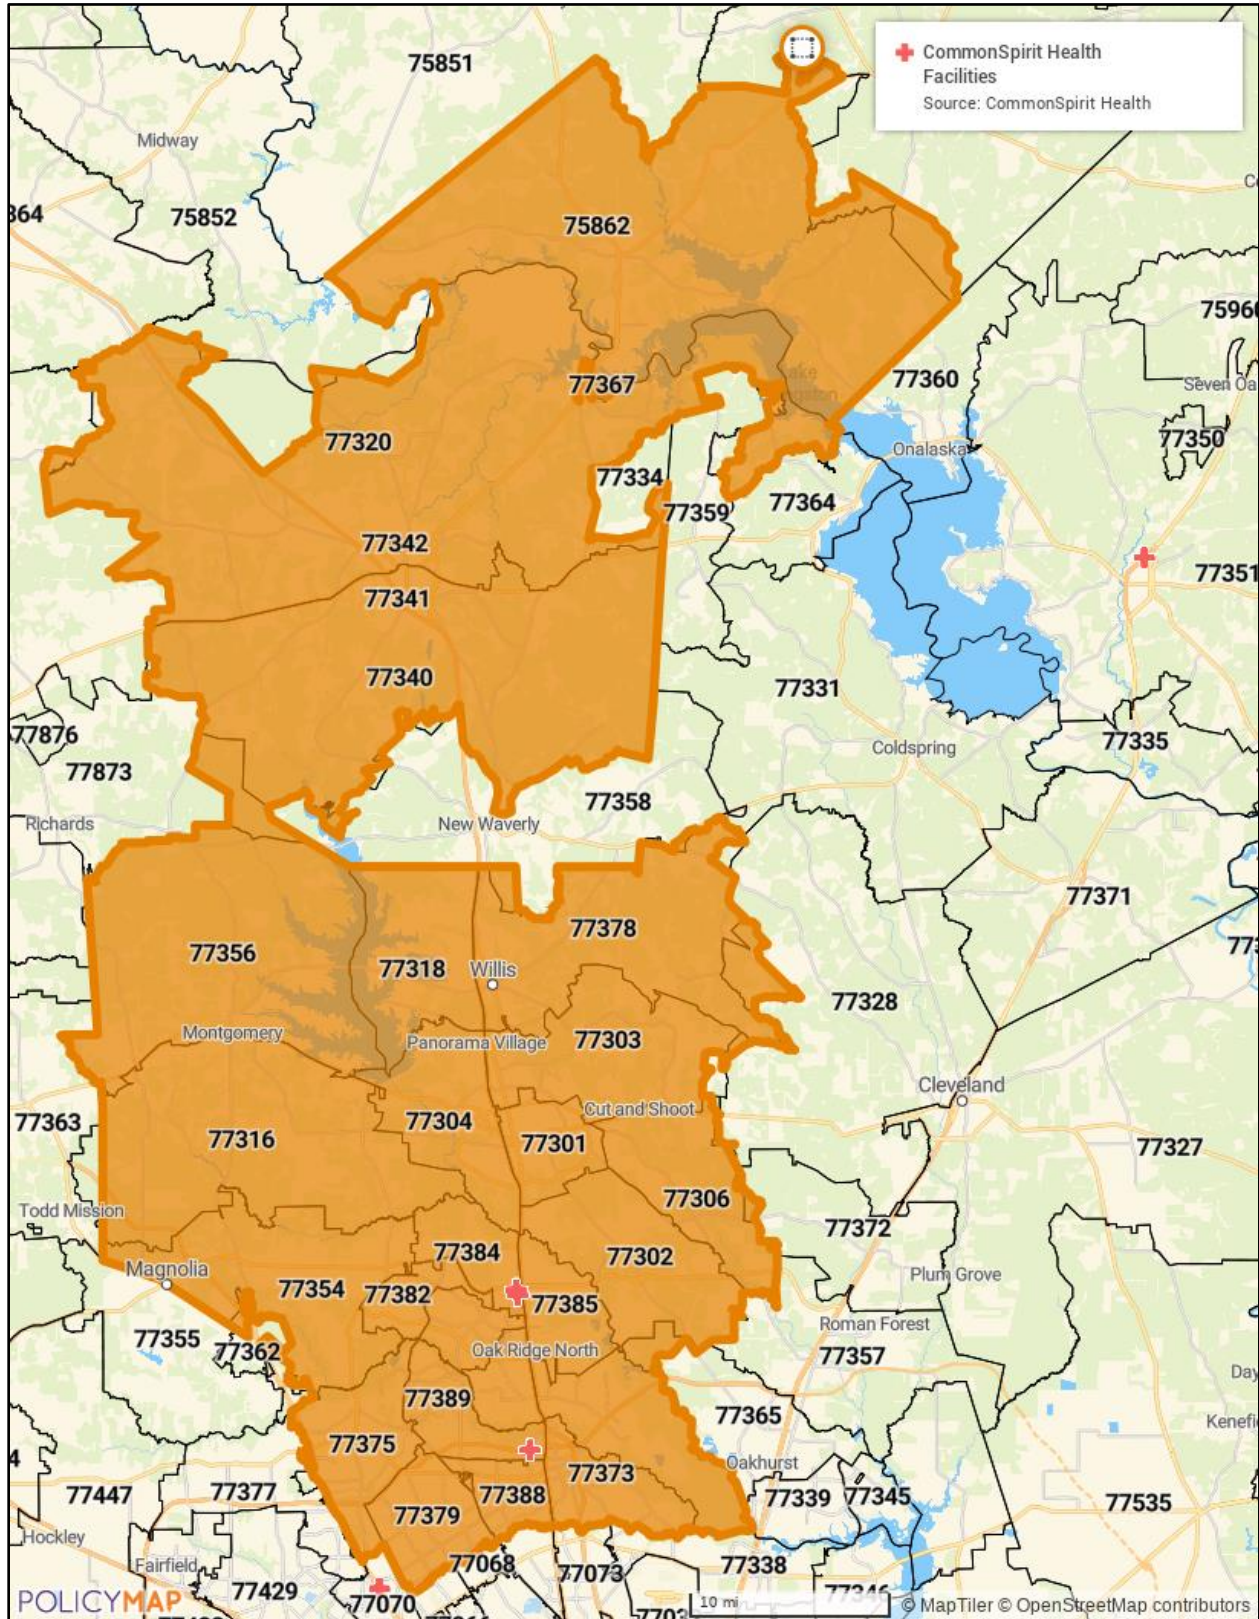 CommonSpirit Health
Facilities
Source: CommonSpirit Health
75851
Midway
75852
364
75862
75966
77360
Seven Oa
77367
77320
77350
Onalaska
77334
77364
77359
77342
77351
77341
77340
77331
77876
77335
Coldspring
77873
77358
Richards
New Waverly
77371
77378
77356
77318
Willis
77328
Montgomery
Panorama Village
77303
Cleveland
Cut and Shoot
77363
77304
77316
77301
77327
77306
Todd Mission
77372
77384
77302
Magnolia
Plum Grove
77354
77382
77385
Roman Forest
77355
77362
Oak Ridge North
77357
Day
77389
77365
Kenefi
77375
Oakhurst
77373
77447
77377
77388
77339
77345
77535
77379
Hockley
Fairfield
77068
77073
77338
77429
77070
77346
10 mi
POLICYMAP
© MapTiler © OpenStreetMap contributors